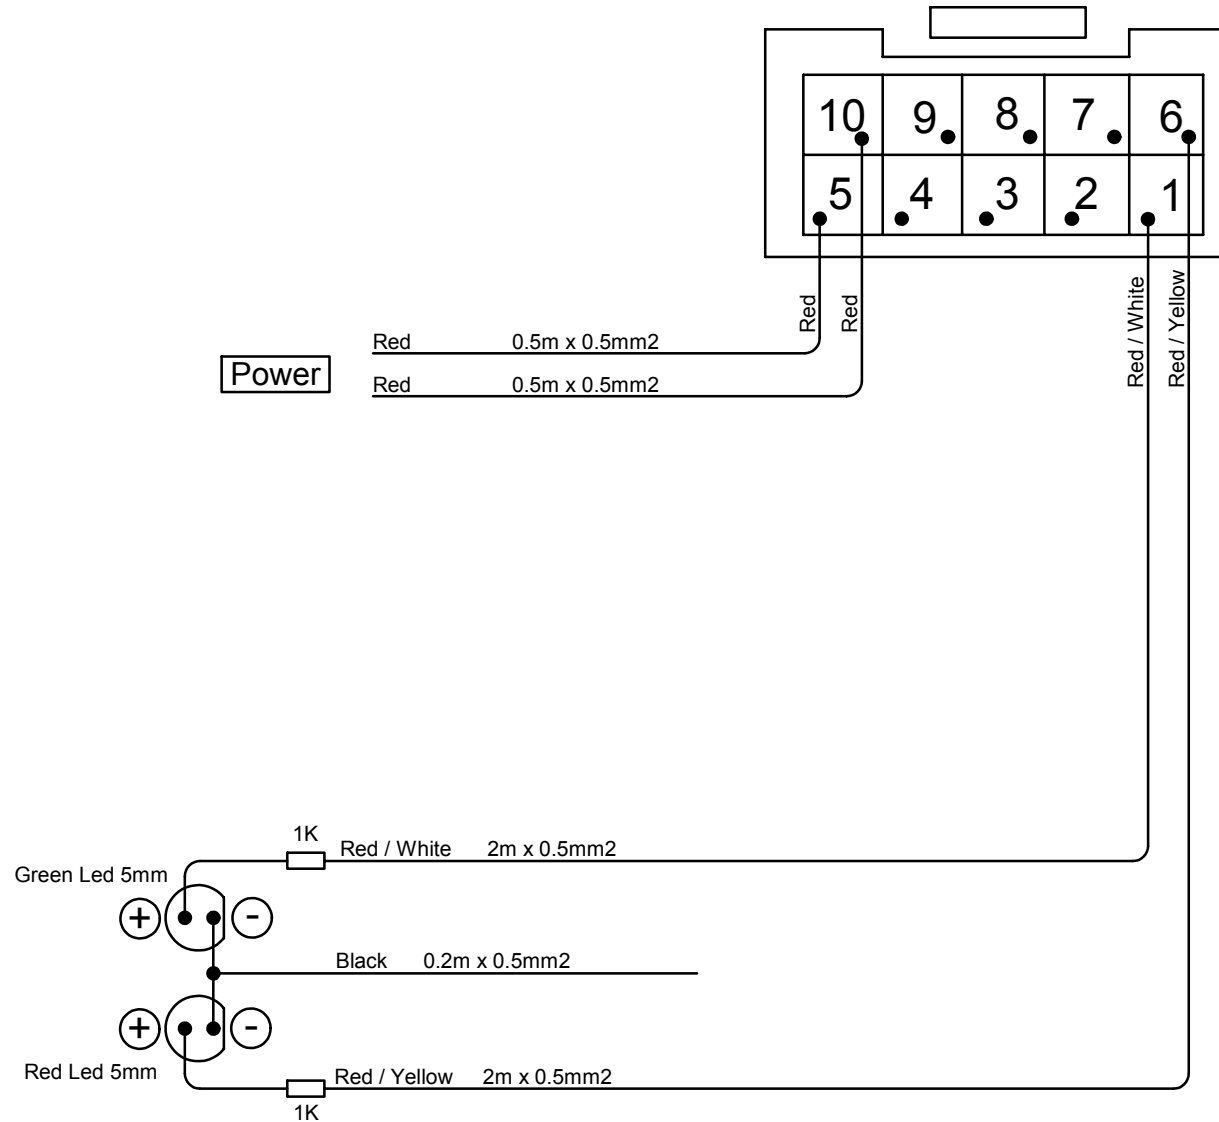 10 9 8 7 6
5 4 3 2 1
Red
Red
Red / White
Red / Yellow
Red 0.5m x 0.5mm2
Power
Red 0.5m x 0.5mm2
1K
Red / White 2m x 0.5mm2
Green Led 5mm
+ -
Black 0.2m x 0.5mm2
+ -
Red Led 5mm
Red / Yellow 2m x 0.5mm2
1K